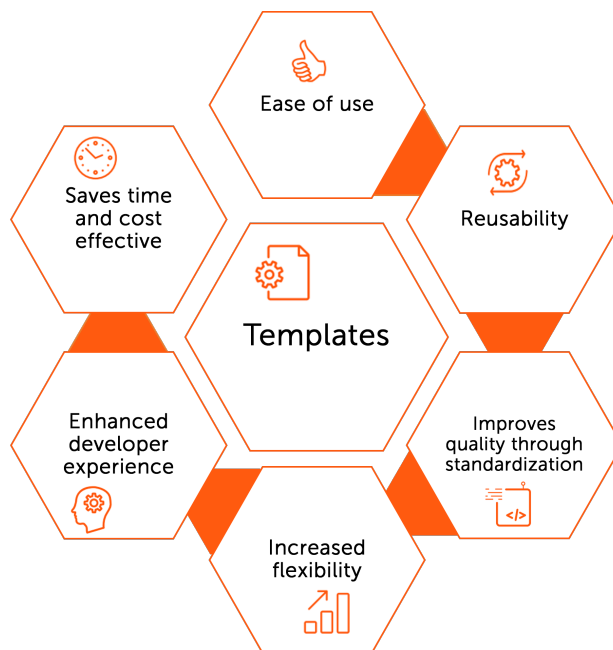 Ease of use
Reusability
Improves
quality through
standardization
</>
Increased
flexibility
Enhanced
developer
experience
Saves time
and cost
effective
Templates